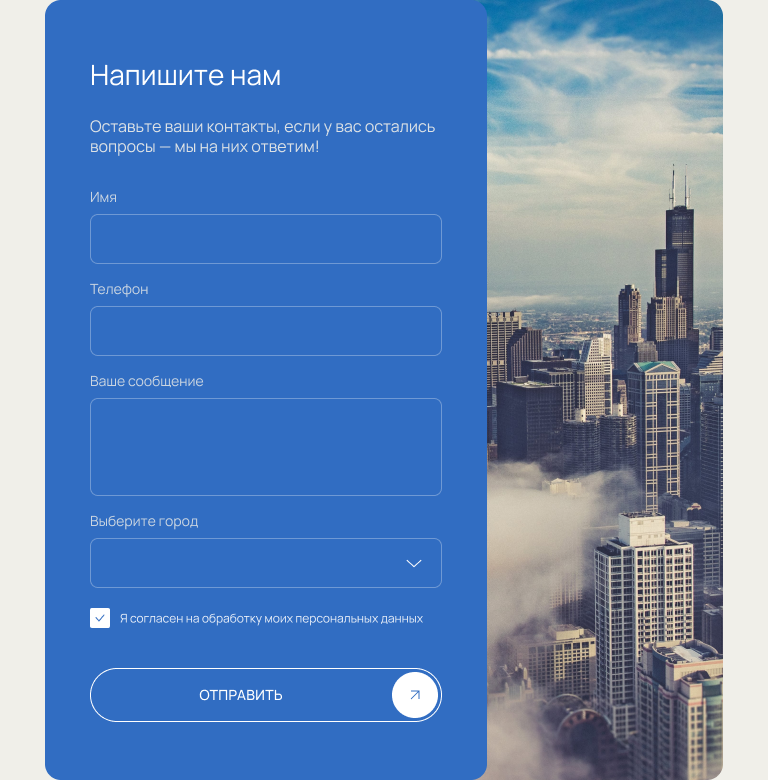 Напишите нам
Оставьте ваши контакты, если у вас остались
вопросы — мы на них ответим!
Имя
Телефон
Ваше сообщение
Выберите город
Я согласен на обработку моих персональных данных
ОТПРАВИТЬ